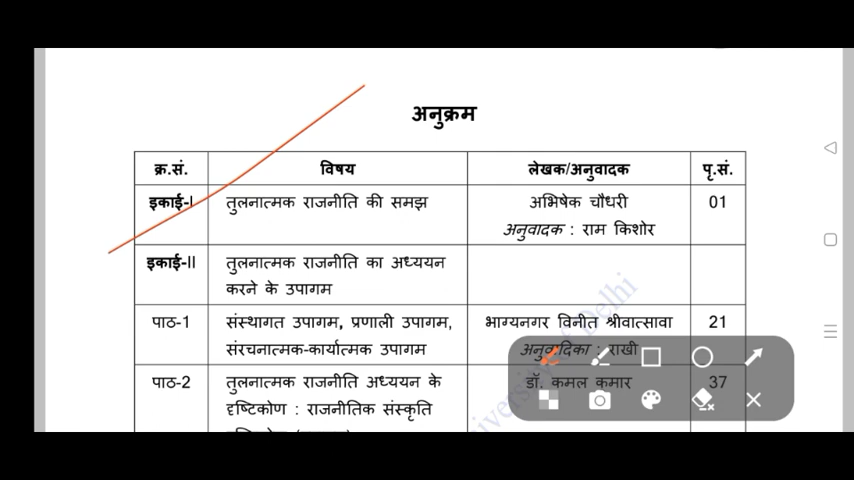 अनुक्रम
क्र.सं. विषय लेखक/अनुवादक पृ.सं.
इकाई-I तुलनात्मक राजनीति की समझ अभिषेक चौधरी 01
अनुवादक : राम किशोर
इकाई-II तुलनात्मक राजनीति का अध्ययन
करने के उपागम
पाठ-1 संस्थागत उपागम, प्रणाली उपागम, भाग्यनगर विनीत श्रीवात्सावा 21
संरचनात्मक-कार्यात्मक उपागम अनुवादिका : राखी
पाठ-2 तुलनात्मक राजनीति अध्ययन के डॉ. कमल कुमार 37
दृष्टिकोण : राजनीतिक संस्कृति
Delhi